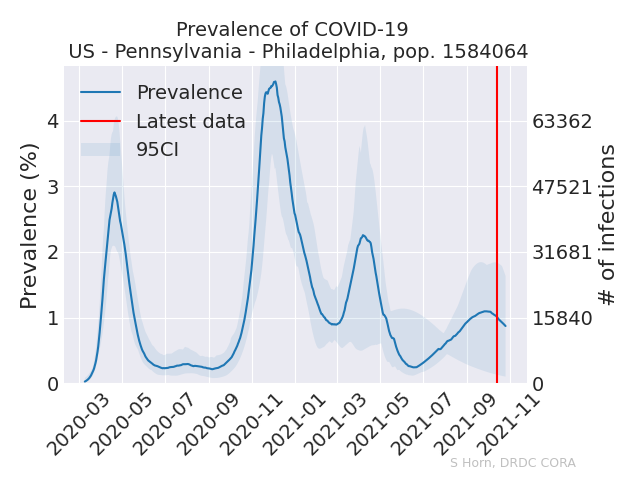 Prevalence of COVID-19
US - Pennsylvania - Philadelphia, pop. 1584064
Prevalence
Latest data
95CI
Prevalence (%)
4
3
2
1
0
63362
47521
31681
15840
0
# of infections
2020-03
2020-05
2020-07
2020-09
2020-11
2021-01
2021-03
2021-05
2021-07
2021-09
2021-11
S Horn, DRDC CORA